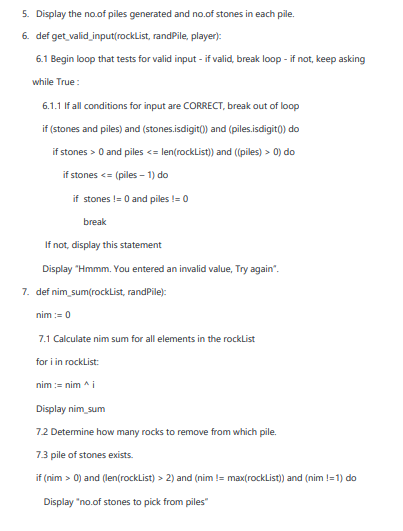 5. Display the no.of piles generated and no.of stones in each pile.
6. def get_valid_input(rockList, randPile, player):
6.1 Begin loop that tests for valid input - if valid, break loop - if not, keep asking
while True :
6.1.1 If all conditions for input are CORRECT, break out of loop
if (stones and piles) and (stones.isdigit()) and (piles.isdigit()) do
if stones > 0 and piles <= len(rockList)) and ((piles) > 0) do
if stones <= (piles – 1) do
if stones != 0 and piles != 0
break
If not, display this statement
Display "Hmmm. You entered an invalid value, Try again".
7. def nim_sum(rockList, randPile):
nim := 0
7.1 Calculate nim sum for all elements in the rockList
for i in rockList:
nim := nim ^ i
Display nim_sum
7.2 Determine how many rocks to remove from which pile.
7.3 pile of stones exists.
if (nim > 0) and (len(rockList) > 2) and (nim != max(rockList)) and (nim !=1) do
Display "no.of stones to pick from piles"